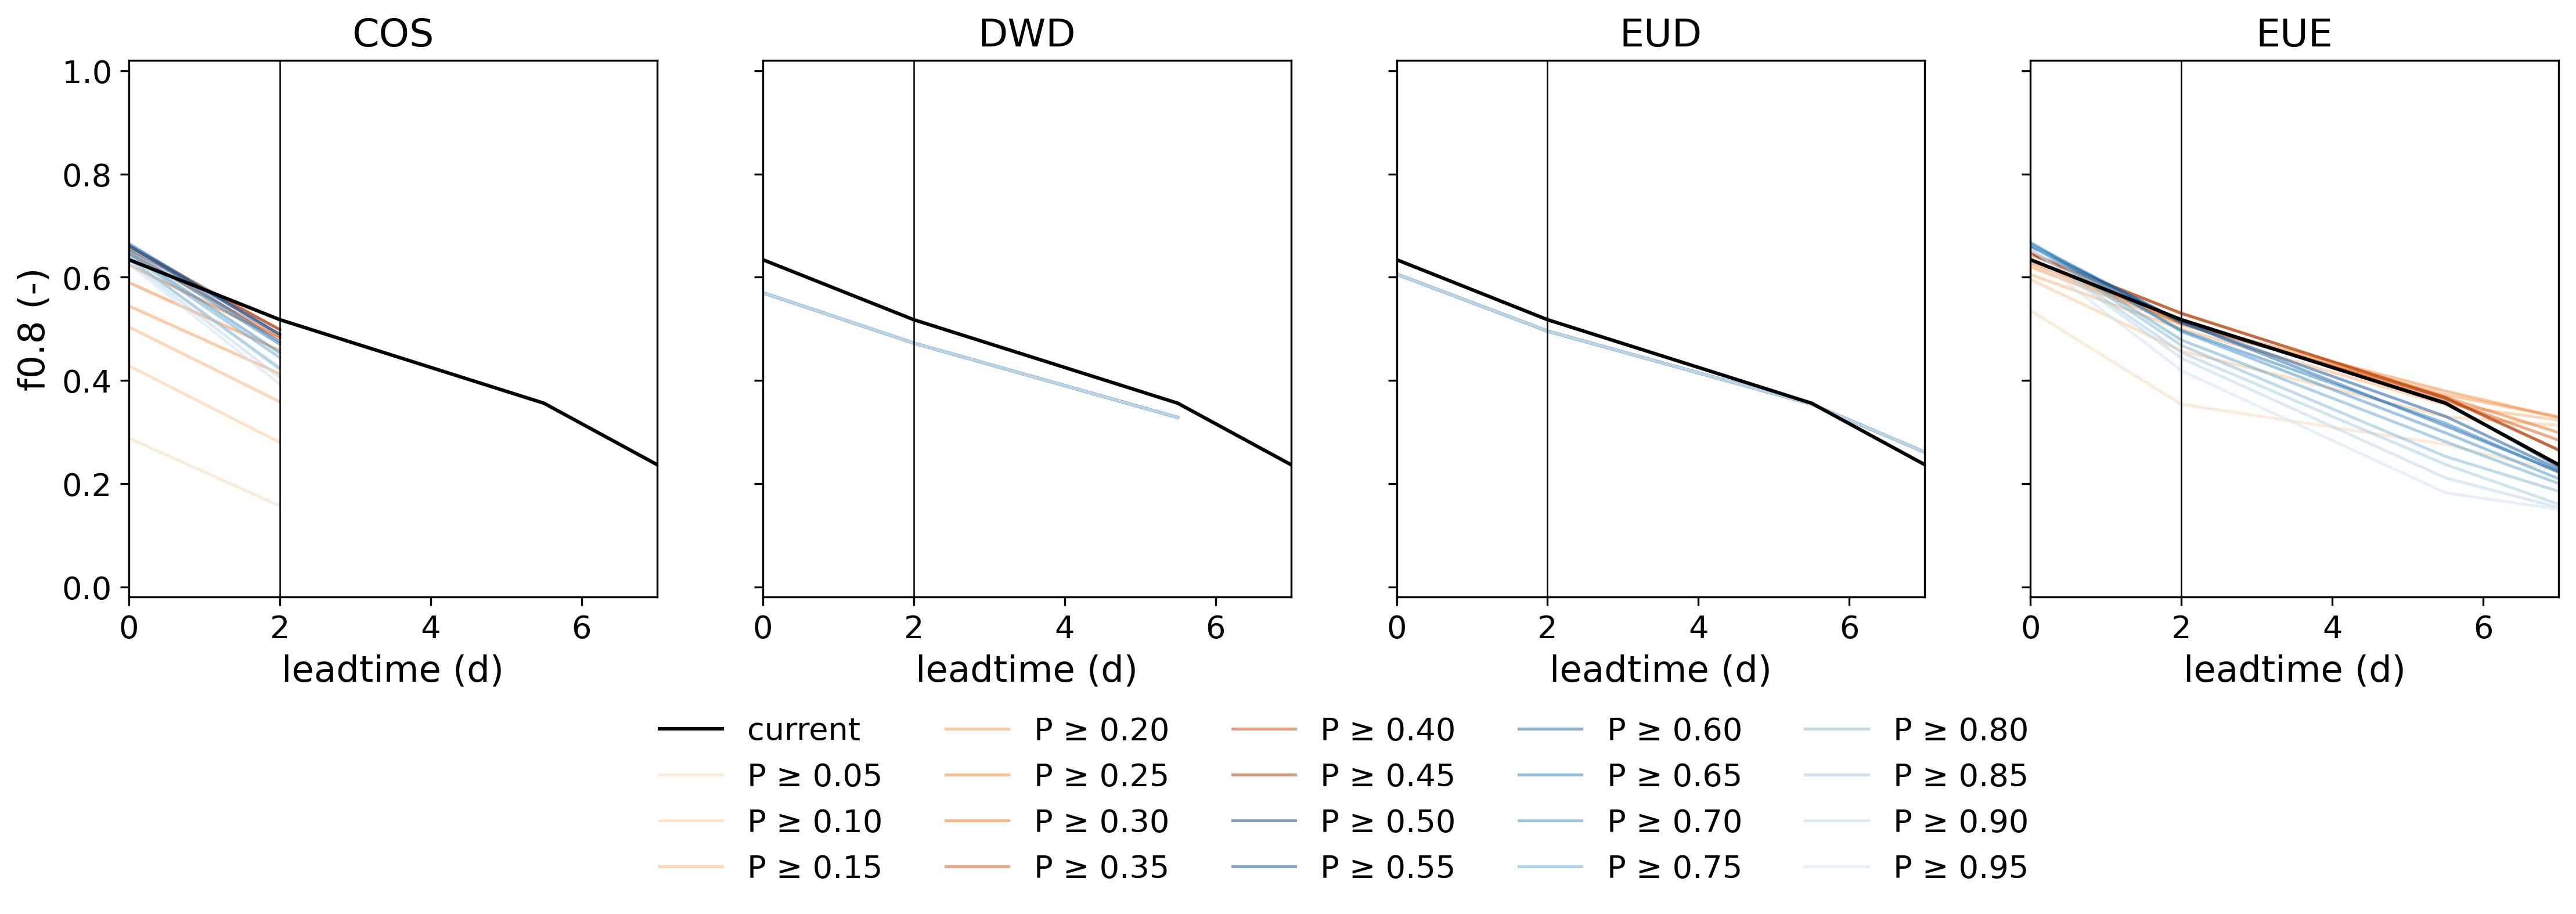 COS DWD EUD EUE
f0.8 (-)
1.0
0.8
0.6
0.4
0.2
0.0
0 2 4 6 0 2 4 6 0 2 4 6 0 2 4 6
leadtime (d) leadtime (d) leadtime (d) leadtime (d)
current P ≥ 0.20 P ≥ 0.40 P ≥ 0.60 P ≥ 0.80
P ≥ 0.05 P ≥ 0.25 P ≥ 0.45 P ≥ 0.65 P ≥ 0.85
P ≥ 0.10 P ≥ 0.30 P ≥ 0.50 P ≥ 0.70 P ≥ 0.90
P ≥ 0.15 P ≥ 0.35 P ≥ 0.55 P ≥ 0.75 P ≥ 0.95